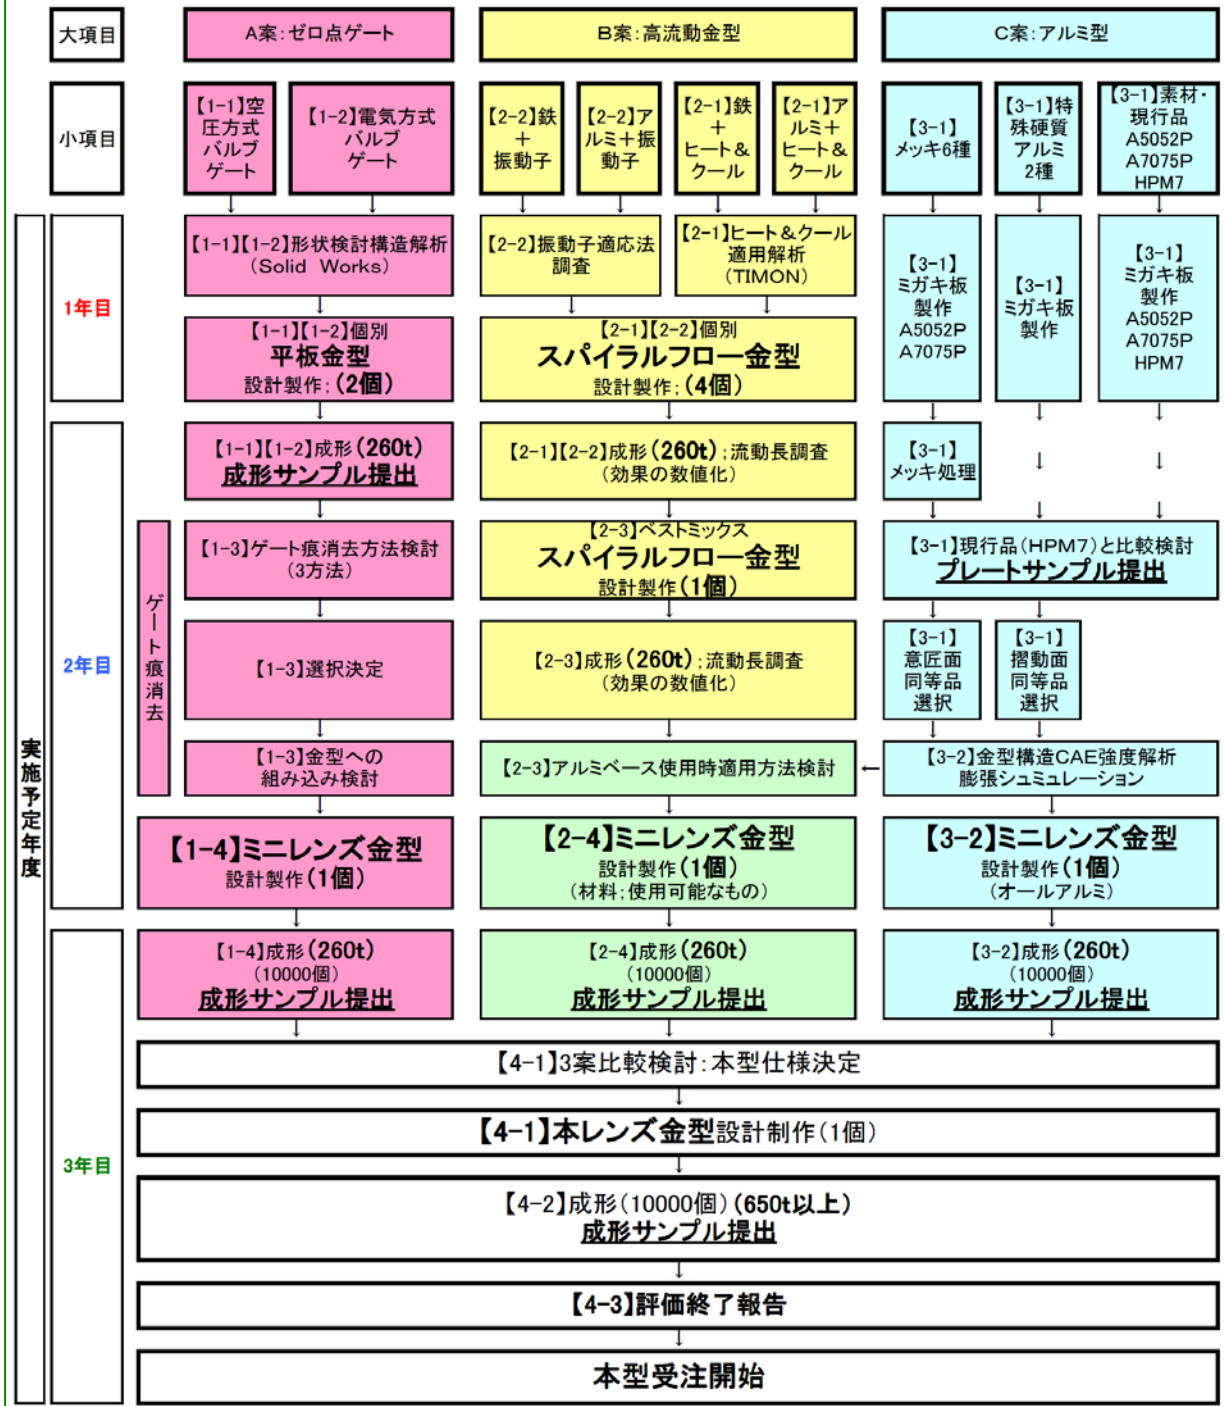 大項目
A案：ゼロ点ゲート
B案：高流動金型
C案：アルミ型
小項目
【1-1】空
圧方式
バルブ
ゲート
【1-2】電気方式
バルブ
ゲート
【2-2】鉄
＋
振動子
【2-2】ア
ルミ＋振
動子
【2-1】鉄
＋
ヒート＆
クール
【2-1】ア
ルミ＋
ヒート＆
クール
【3-1】
メッキ6種
【3-1】特
殊硬質
アルミ
2種
【3-1】素材・
現行品
A5052P
A7075P
HPM7
実施予定年度
1年目
【1-1】【1-2】形状検討構造解析
（Solid Works）
【2-2】振動子適応法
調査
【2-1】ヒート＆クール
適用解析
（TIMON）
【3-1】
ミガキ板
製作
A5052P
A7075P
【3-1】
ミガキ板
製作
【3-1】
ミガキ板
製作
A5052P
A7075P
HPM7
【1-1】【1-2】個別
平板金型
設計製作；（2個）
【2-1】【2-2】個別
スパイラルフロー金型
設計製作；（4個）
2年目
【1-1】【1-2】成形（260t）
成形サンプル提出
【2-1】【2-2】成形（260t）；流動長調査
（効果の数値化）
【3-1】
メッキ処理
ゲート痕消去
【1-3】ゲート痕消去方法検討
（3方法）
【2-3】ベストミックス
スパイラルフロー金型
設計製作（1個）
【3-1】現行品（HPM7）と比較検討
プレートサンプル提出
【1-3】選択決定
【2-3】成形（260t）；流動長調査
（効果の数値化）
【3-1】
意匠面
同等品
選択
【3-1】
摺動面
同等品
選択
【1-3】金型への
組み込み検討
【2-3】アルミベース使用時適用方法検討
←
【3-2】金型構造CAE強度解析
膨張シュミュレーション
【1-4】ミニレンズ金型
設計製作（1個）
【2-4】ミニレンズ金型
設計製作（1個）
（材料；使用可能なもの）
【3-2】ミニレンズ金型
設計製作（1個）
（オールアルミ）
3年目
【1-4】成形（260t）
（10000個）
成形サンプル提出
【2-4】成形（260t）
（10000個）
成形サンプル提出
【3-2】成形（260t）
（10000個）
成形サンプル提出
【4-1】3案比較検討：本型仕様決定
【4-1】本レンズ金型設計制作（1個）
【4-2】成形（10000個）（650t以上）
成形サンプル提出
【4-3】評価終了報告
本型受注開始